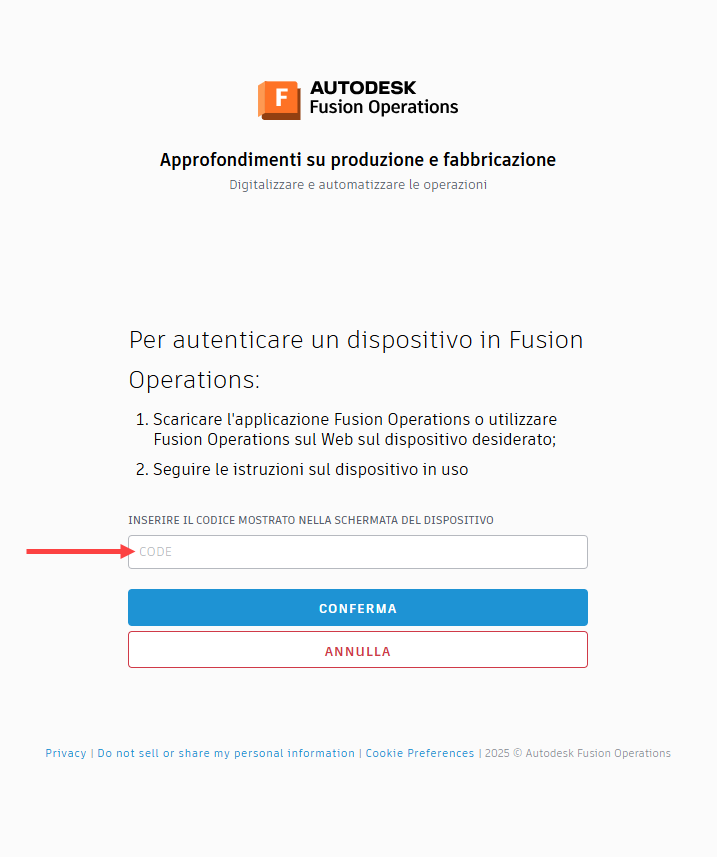 F
AUTODESK
Fusion Operations
Approfondimenti su produzione e fabbricazione
Digitalizzare e automatizzare le operazioni
Per autenticare un dispositivo in Fusion
Operations:
1. Scaricare l'applicazione Fusion Operations o utilizzare
Fusion Operations sul Web sul dispositivo desiderato;
2. Seguire le istruzioni sul dispositivo in uso
INSERIRE IL CODICE MOSTRATO NELLA SCHERMATA DEL DISPOSITIVO
CODE
CONFERMA
ANNULLA
Privacy | Do not sell or share my personal information | Cookie Preferences | 2025 © Autodesk Fusion Operations